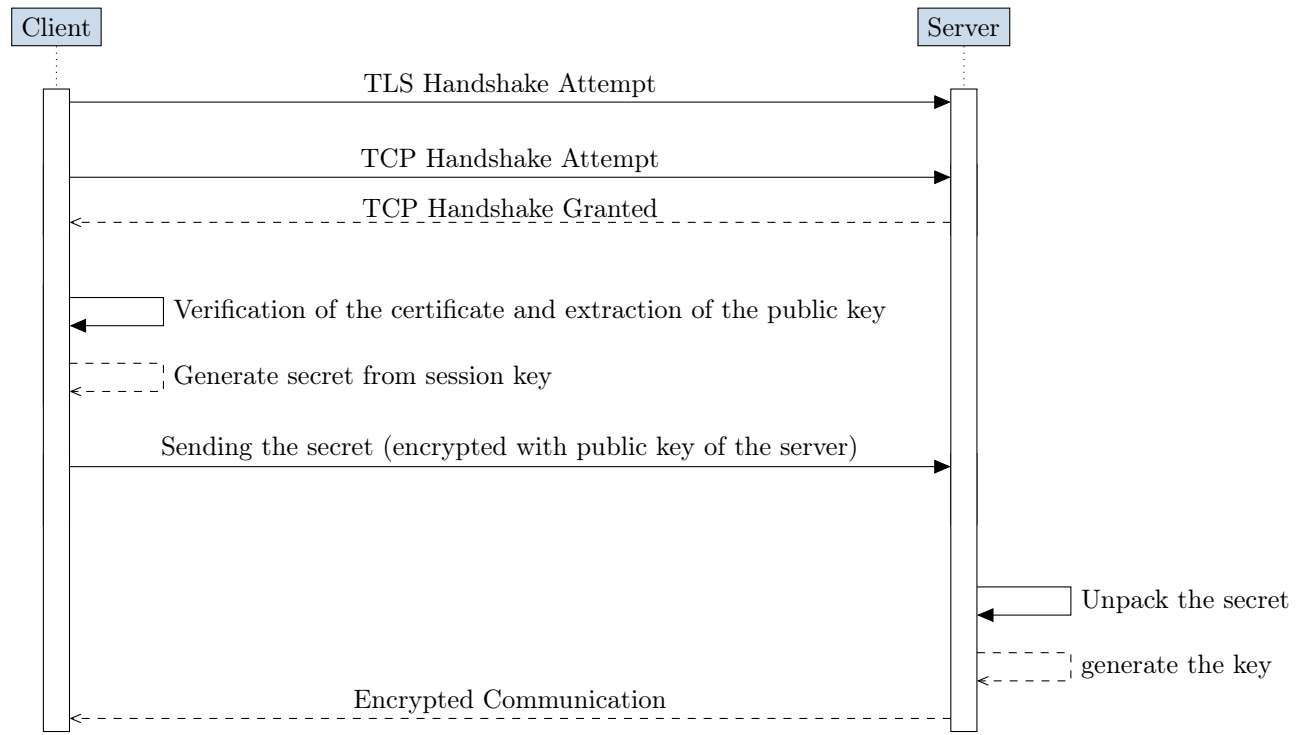 Client
Server
TLS Handshake Attempt
TCP Handshake Attempt
TCP Handshake Granted
Verification of the certificate and extraction of the public key
Generate secret from session key
Sending the secret (encrypted with public key of the server)
Unpack the secret
generate the key
Encrypted Communication